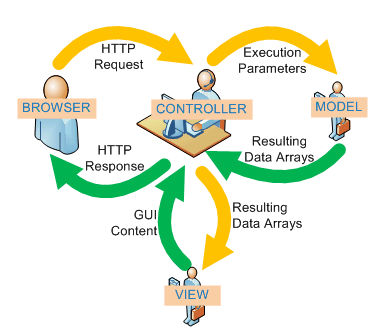 HTTP
Request
Execution
Parameters
BROWSER
CONTROLLER
MODEL
HTTP
Response
Resulting
Data Arrays
GUI
Content
Resulting
Data Arrays
VIEW